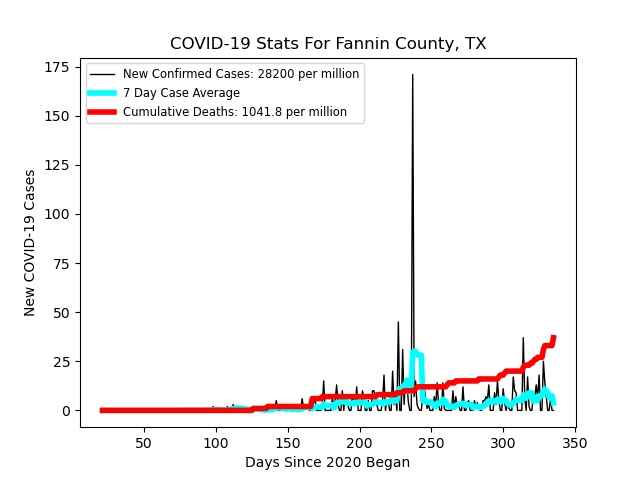 COVID-19 Stats For Fannin County, TX
New Confirmed Cases: 28200 per million
7 Day Case Average
Cumulative Deaths: 1041.8 per million
New COVID-19 Cases
175
150
125
100
75
50
25
0
50 100 150 200 250 300 350
Days Since 2020 Began